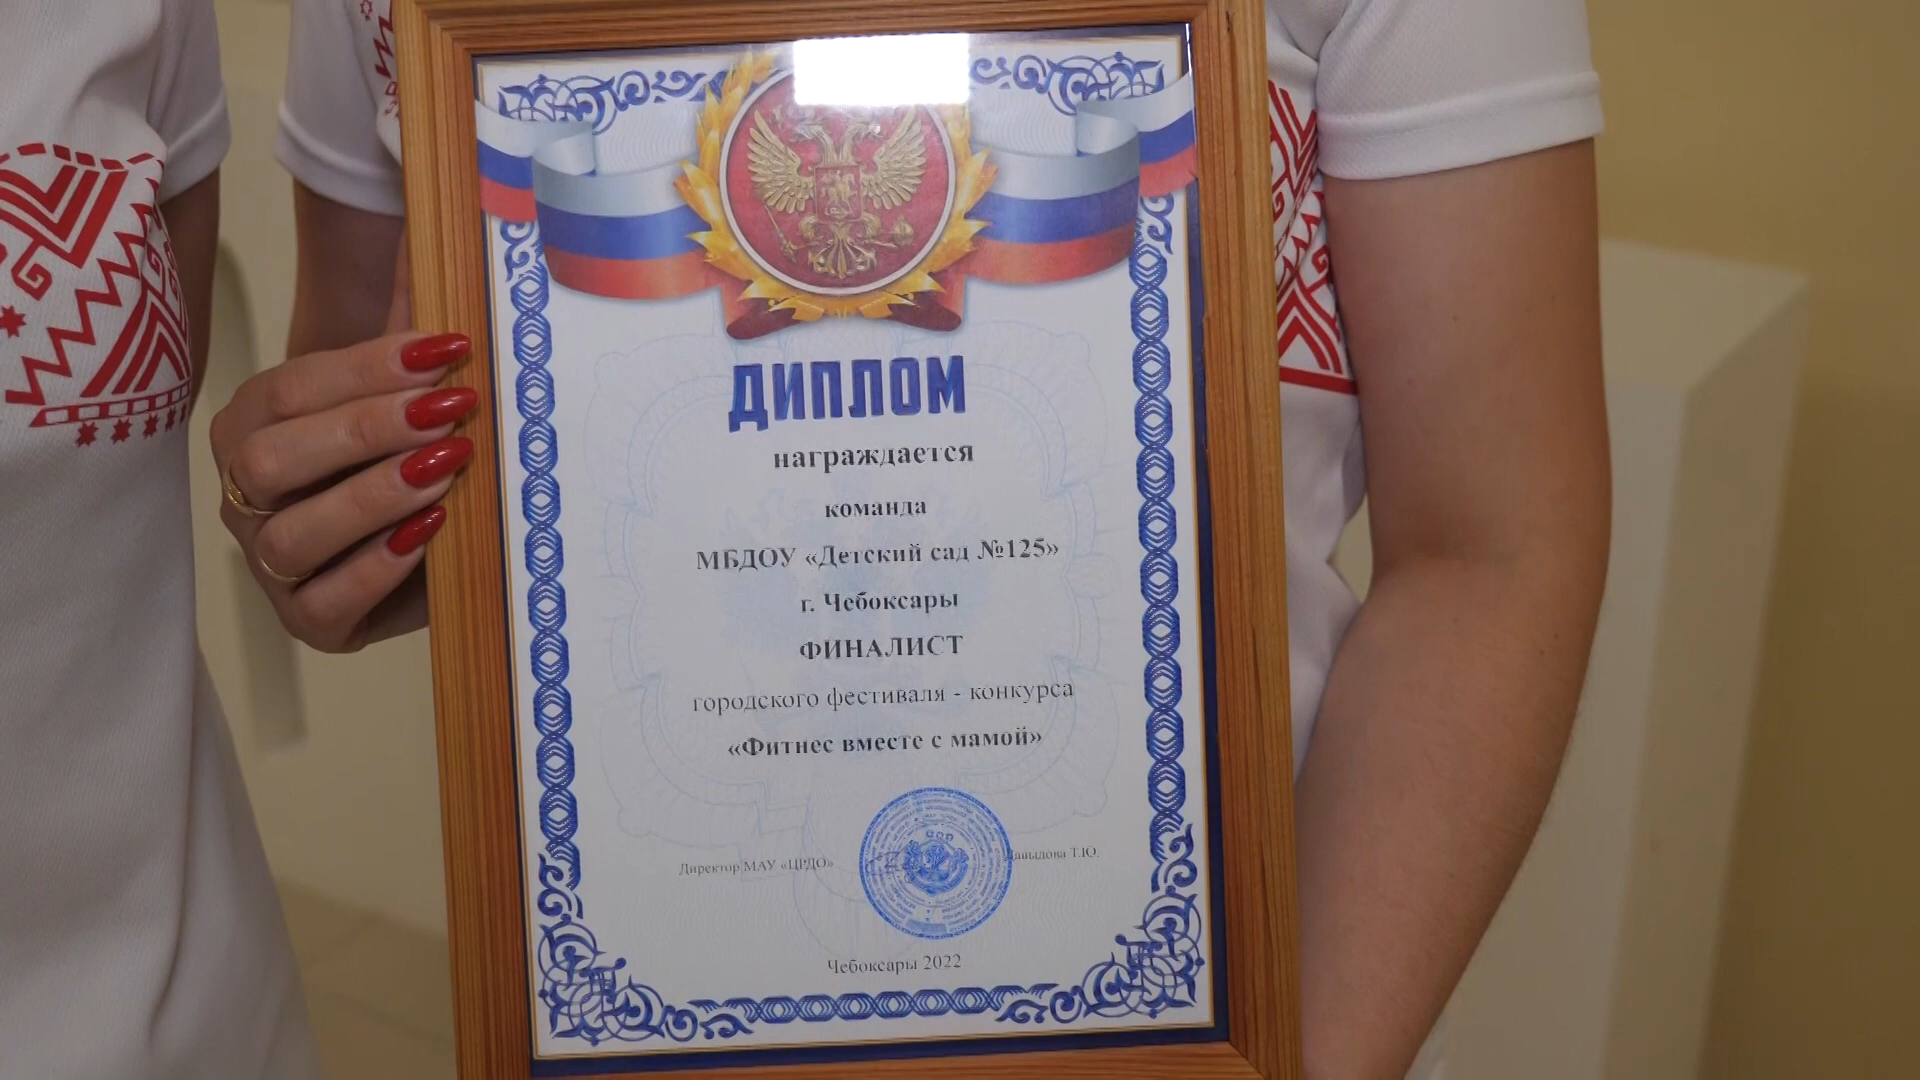 ДИПЛОМ
награждается
команда
МБДОУ «Детский сад №125»
г. Чебоксары
ФИНАЛИСТ
городского фестиваля - конкурса
«Фитнес вместе с мамой»
Директор МАУ «ЦРДО» Давыдова Т.Ю.
Чебоксары 2022